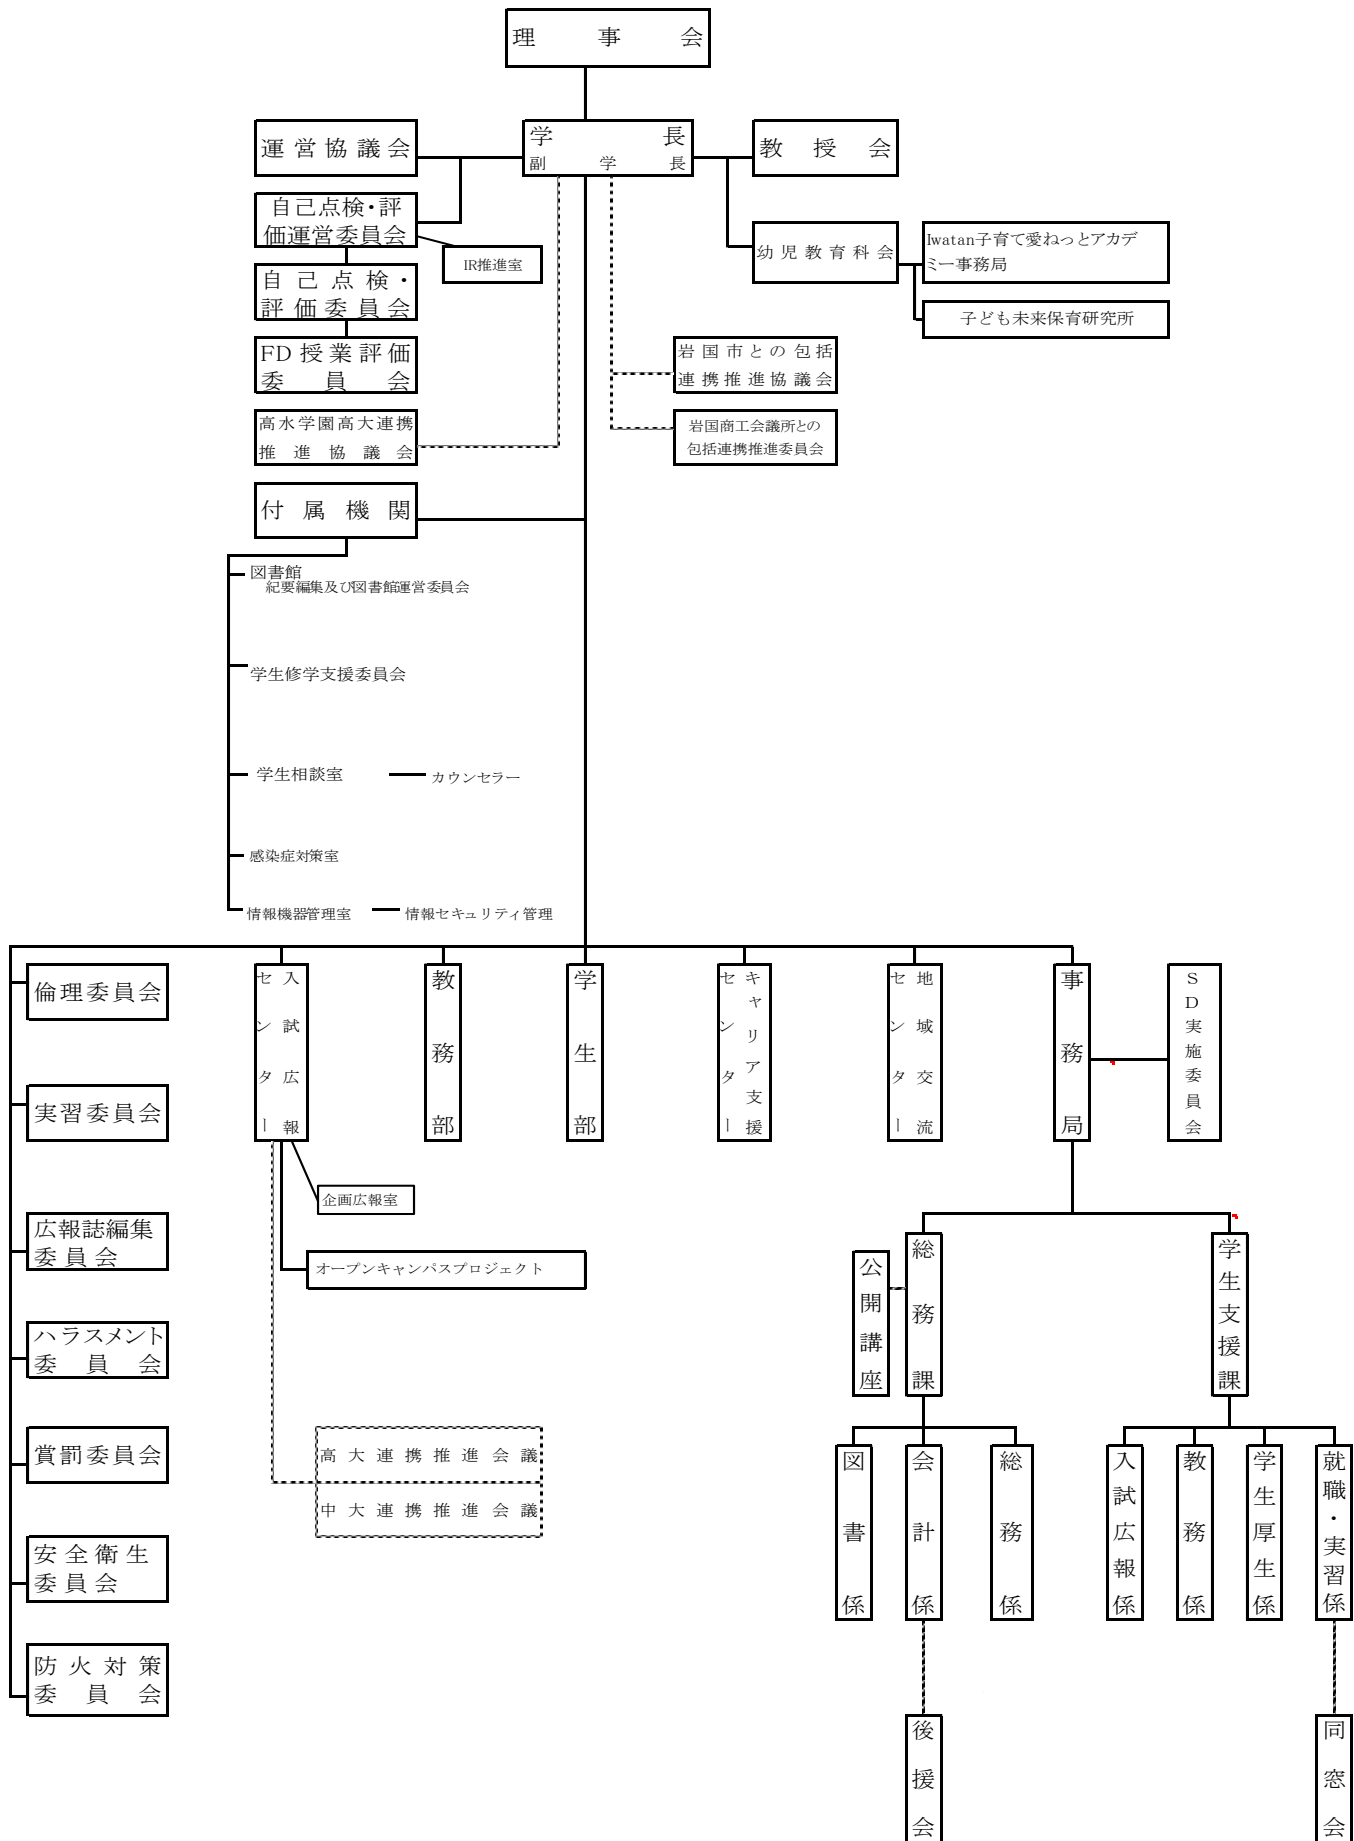 理事会
運営協議会
学長
副学長
教授会
自己点検・評
価運営委員会
IR推進室
幼児教育科会
Iwatan子育て愛ねっとアカデ
ミー事務局
自己点検・
評価委員会
子ども未来保育研究所
FD授業評価
委員会
岩国市との包括
連携推進協議会
高水学園高大連携
推進協議会
岩国商工会議所との
包括連携推進委員会
付属機関
図書館
紀要編集及び図書館運営委員会
学生修学支援委員会
学生相談室
カウンセラー
感染症対策室
情報機器管理室
情報セキュリティ管理
倫理委員会
実習委員会
広報誌編集
委員会
ハラスメント
委員会
賞罰委員会
安全衛生
委員会
防火対策
委員会
入試広報
センター
教務部
学生部
キャリア支援
センター
地域交流
センター
事務局
SD実施委員会
企画広報室
オープンキャンパスプロジェクト
高大連携推進会議
中大連携推進会議
公開講座
総務課
学生支援課
図書係
会計係
総務係
入試広報係
教務係
学生厚生係
就職・実習係
後援会
同窓会